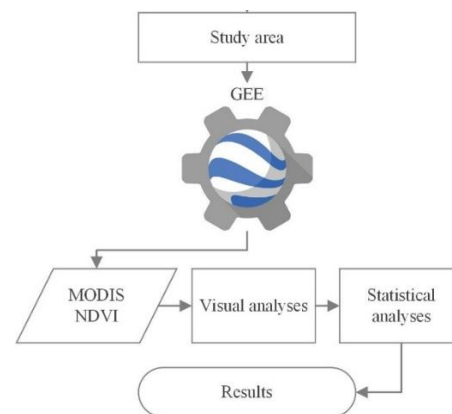 Study area
GEE
MODIS
NDVI
Visual analyses
Statistical
analyses
Results